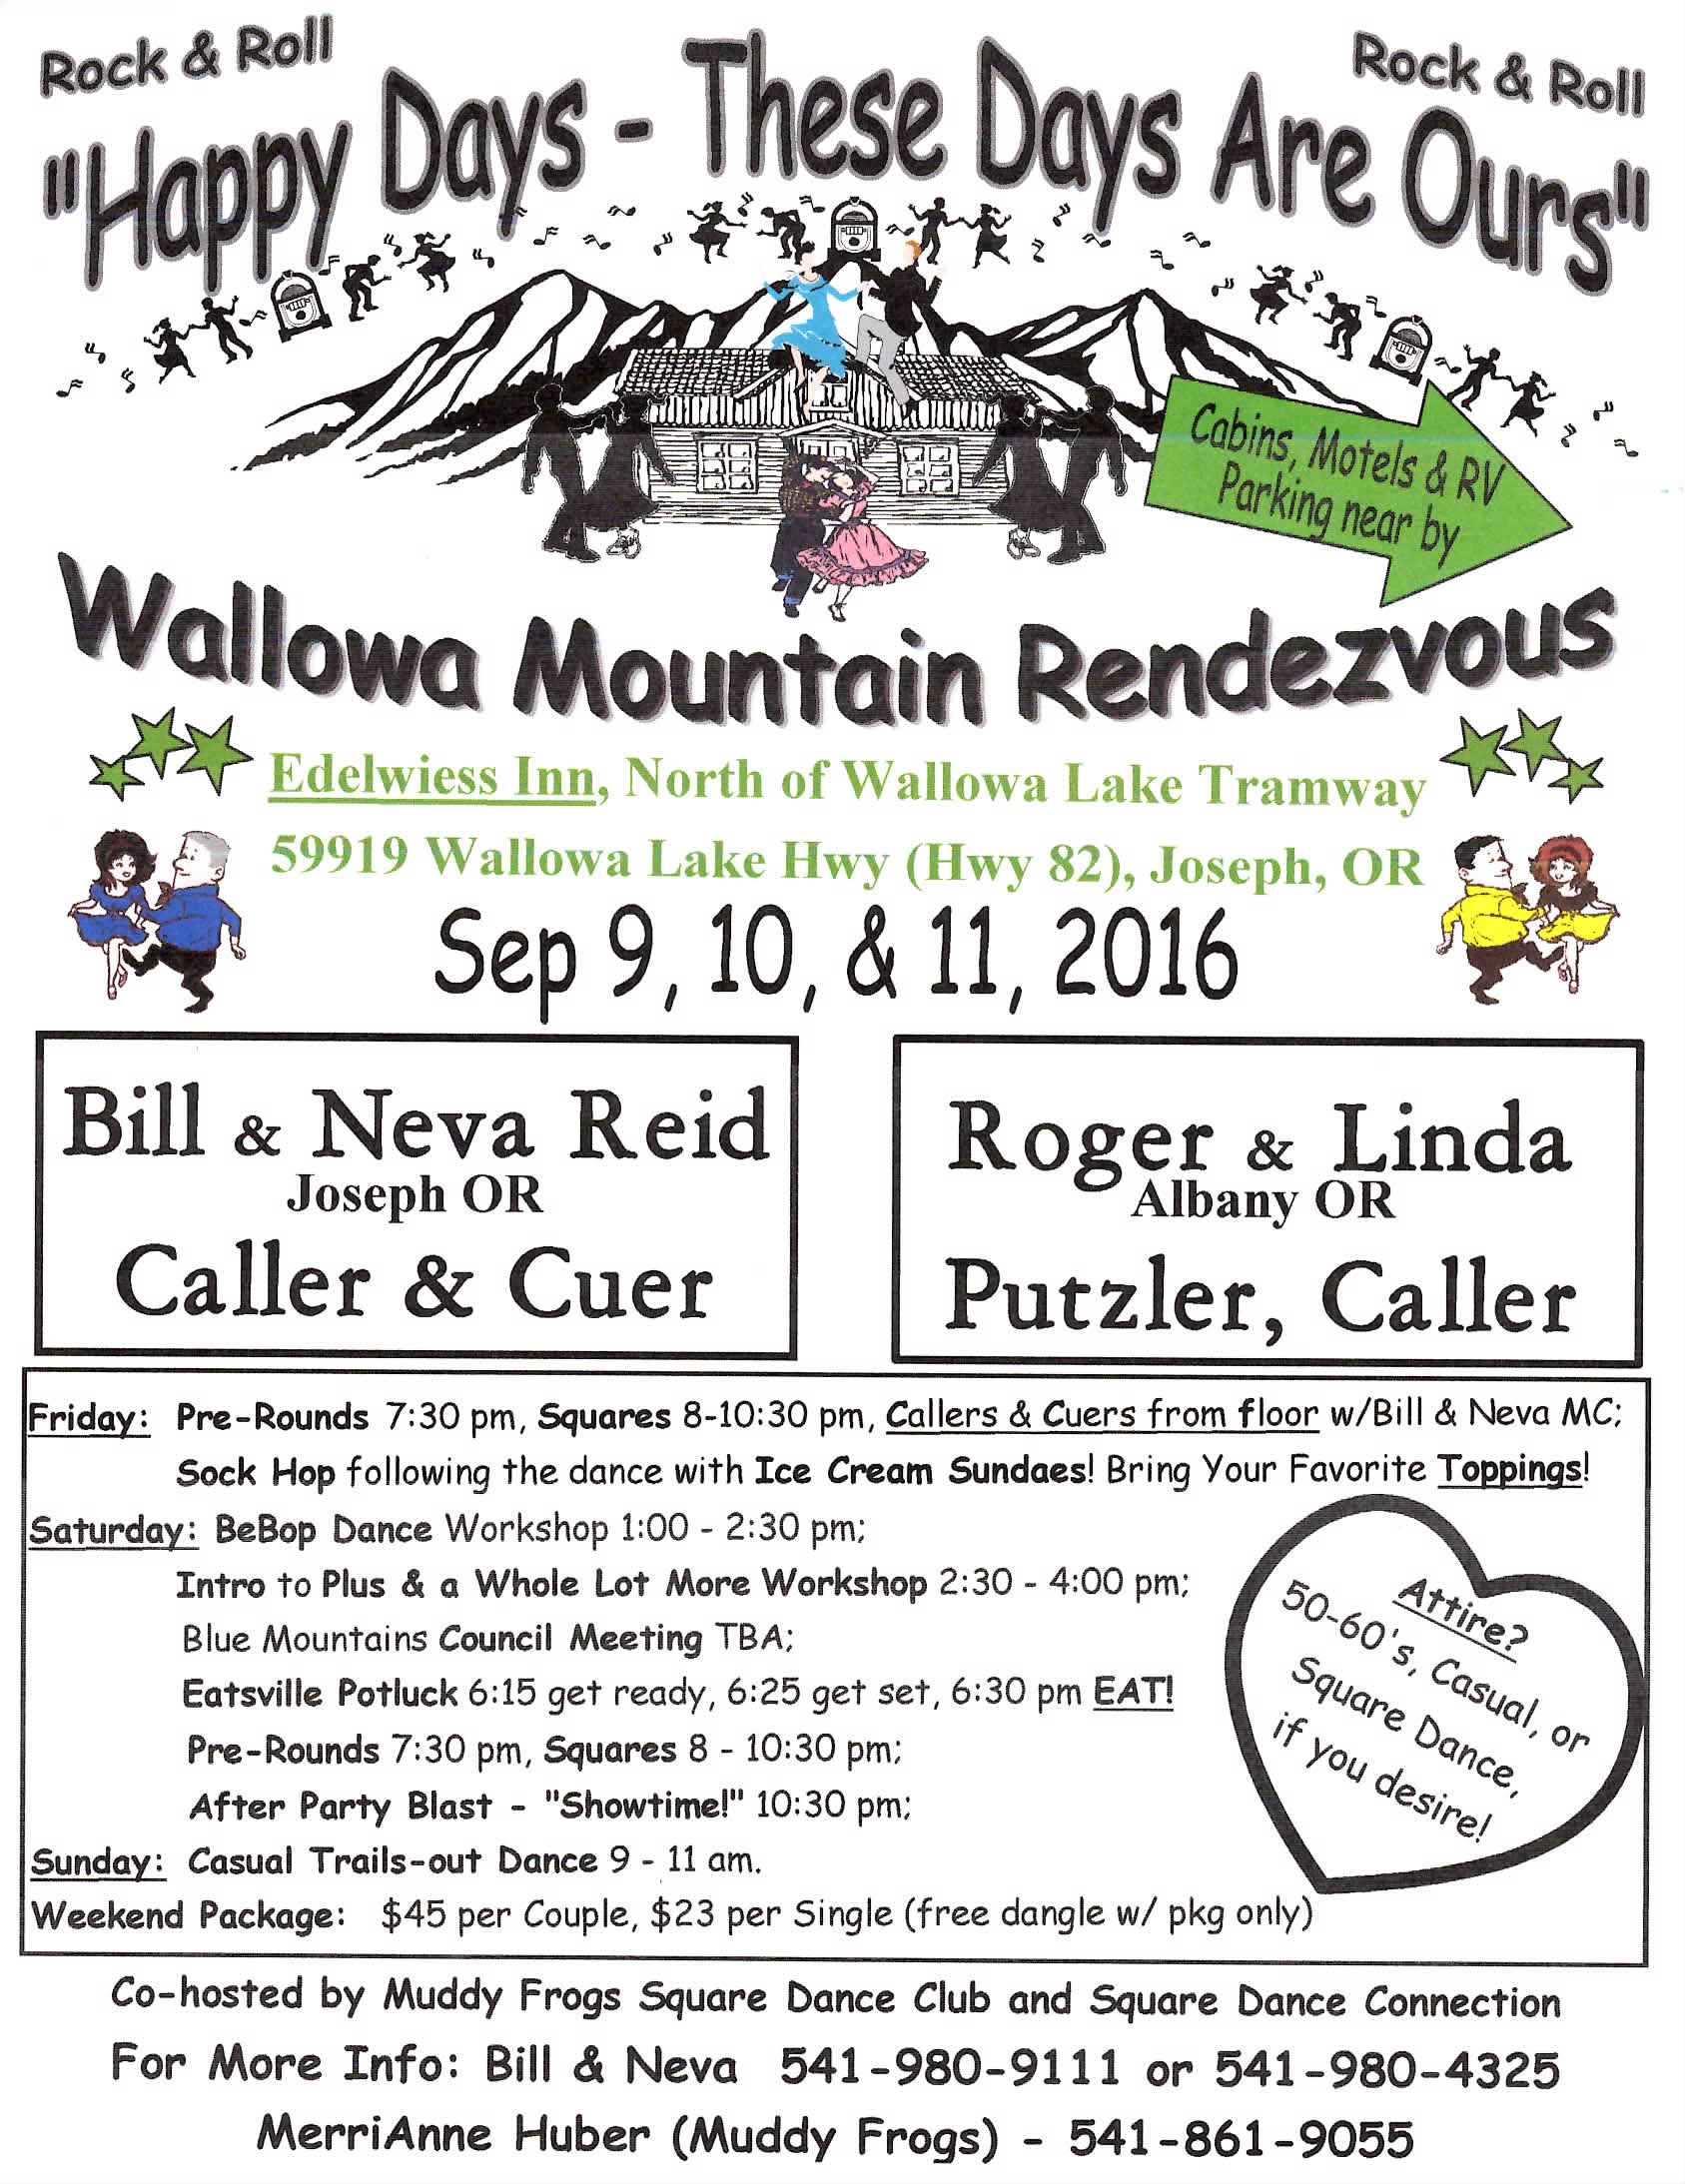 Rock & Roll
Rock & Roll
"Happy Days - These Days Are Ours"
Cabins, Motels & RV
Parking near by
Wallowa Mountain Rendezvous
Edelwiess Inn, North of Wallowa Lake Tramway
59919 Wallowa Lake Hwy (Hwy 82), Joseph, OR
Sep 9, 10, & 11, 2016
Bill & Neva Reid
Joseph OR
Caller & Cuer
Roger & Linda
Albany OR
Putzler, Caller
Friday: Pre-Rounds 7:30 pm, Squares 8-10:30 pm, Callers & Cuers from floor w/Bill & Neva MC;
Sock Hop following the dance with Ice Cream Sundaes! Bring Your Favorite Toppings!
Saturday: BeBop Dance Workshop 1:00 - 2:30 pm;
Intro to Plus & a Whole Lot More Workshop 2:30 - 4:00 pm;
Blue Mountains Council Meeting TBA;
Eatsville Potluck 6:15 get ready, 6:25 get set, 6:30 pm EAT!
Pre-Rounds 7:30 pm, Squares 8 - 10:30 pm;
After Party Blast - "Showtime!" 10:30 pm;
Sunday: Casual Trails-out Dance 9 - 11 am.
Weekend Package: $45 per Couple, $23 per Single (free dangle w/ pkg only)
Attire?
50-60's, Casual, or
Square Dance,
if you desire!
Co-hosted by Muddy Frogs Square Dance Club and Square Dance Connection
For More Info: Bill & Neva 541-980-9111 or 541-980-4325
MerriAnne Huber (Muddy Frogs) - 541-861-9055